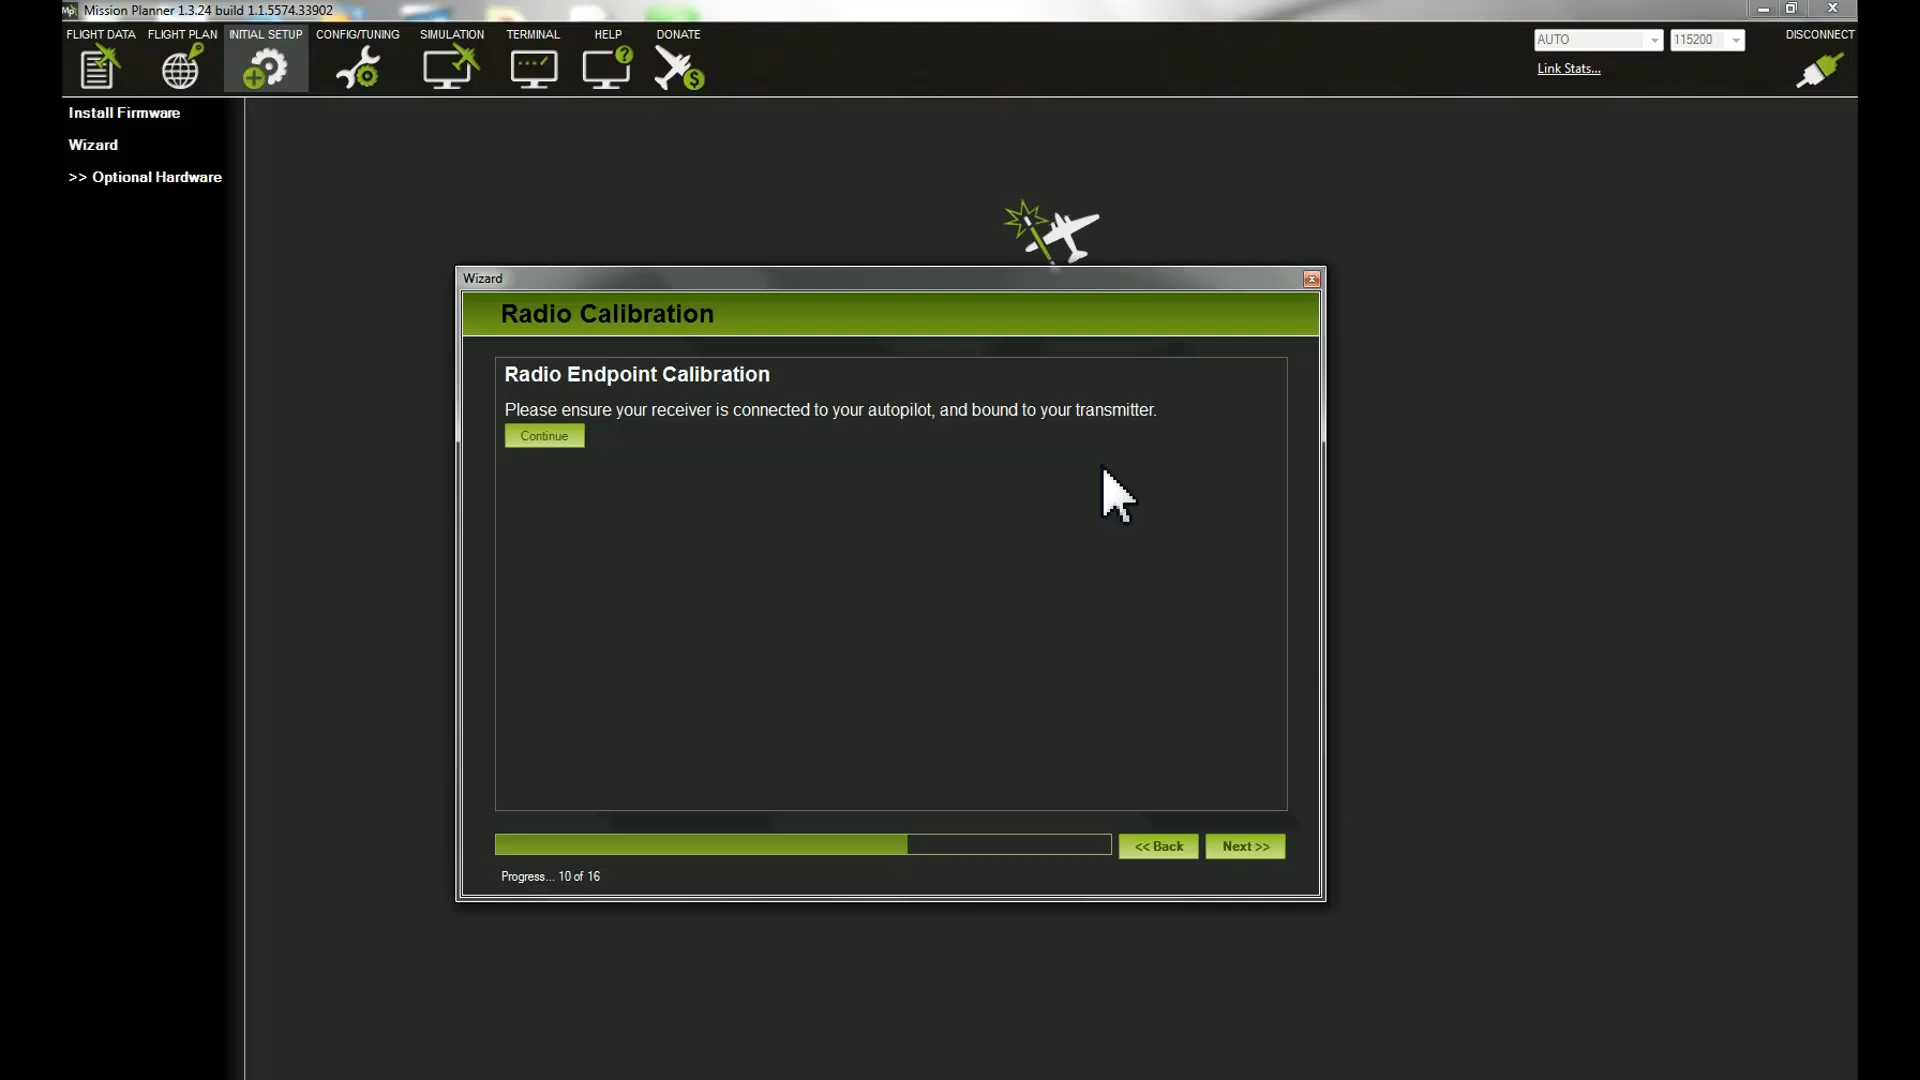 Mission Planner 1.3.24 build 1.1.5574.33902
FLIGHT DATA FLIGHT PLAN INITIAL SETUP CONFIG/TUNING SIMULATION TERMINAL HELP DONATE
AUTO 115200 DISCONNECT
Link Stats...
Install Firmware
Wizard
>> Optional Hardware
Wizard
Radio Calibration
Radio Endpoint Calibration
Please ensure your receiver is connected to your autopilot, and bound to your transmitter.
Continue
<< Back Next >>
Progress... 10 of 16